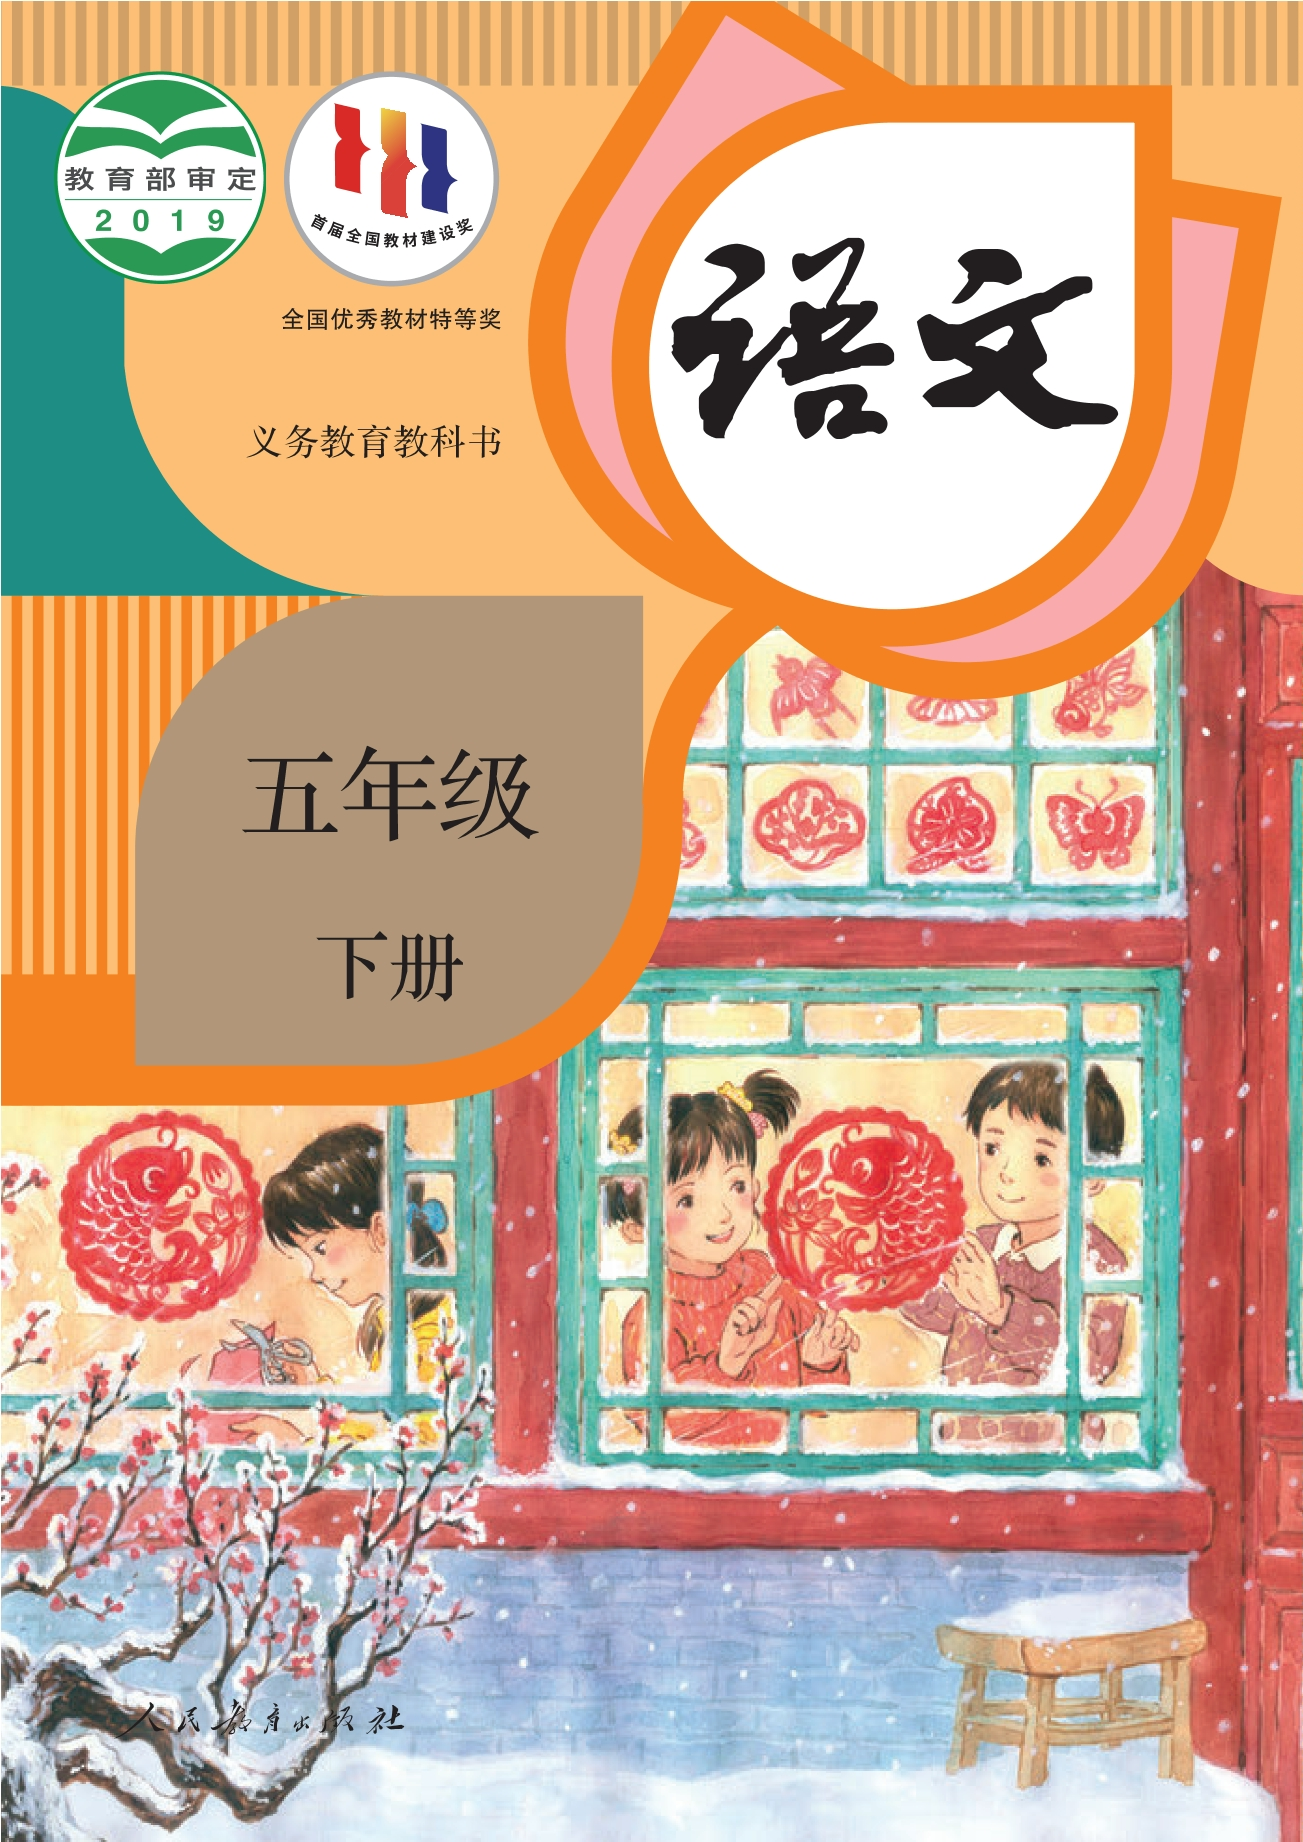 教育部审定
2019
首届全国教材建设奖
全国优秀教材特等奖
义务教育教科书
语文
五年级
下册
人民教育出版社